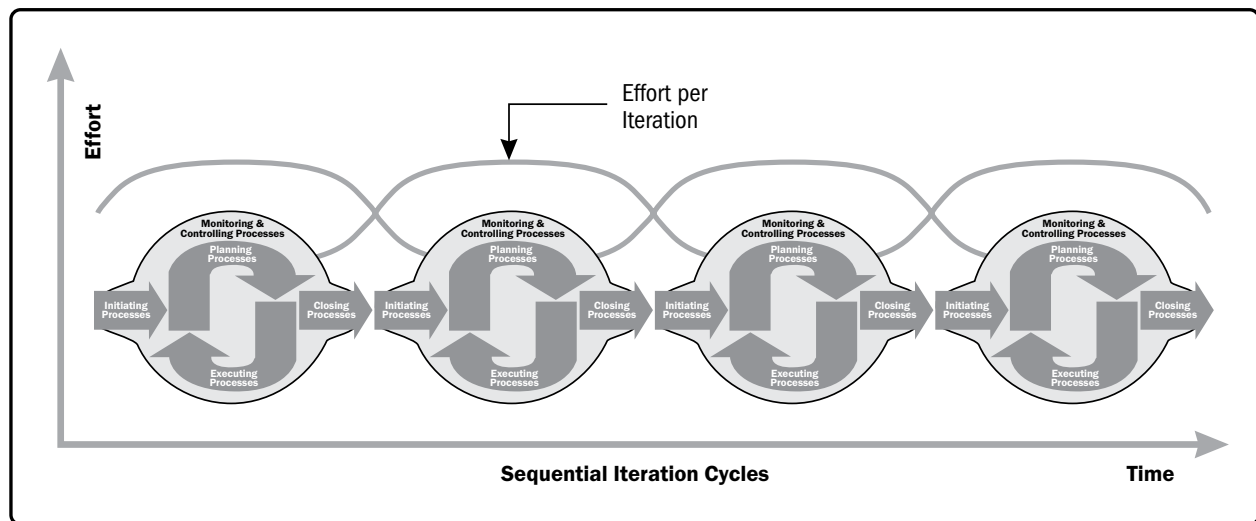 Effort
Effort per
Iteration
Monitoring &
Controlling Processes
Planning
Processes
Initiating
Processes
Closing
Processes
Executing
Processes
Monitoring &
Controlling Processes
Planning
Processes
Initiating
Processes
Closing
Processes
Executing
Processes
Monitoring &
Controlling Processes
Planning
Processes
Initiating
Processes
Closing
Processes
Executing
Processes
Monitoring &
Controlling Processes
Planning
Processes
Initiating
Processes
Closing
Processes
Executing
Processes
Sequential Iteration Cycles
Time